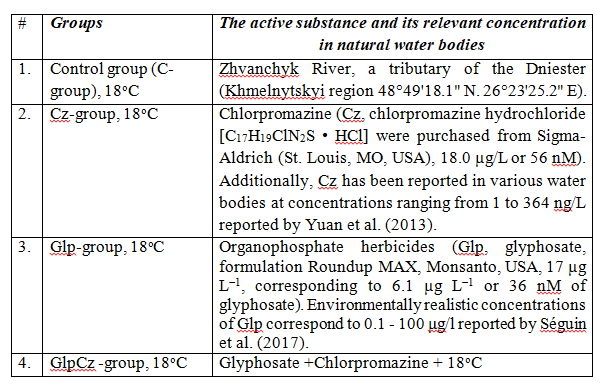 # Groups The active substance and its relevant concentration
in natural water bodies
1. Control group (C-
group), 18°C
Zhvanchyk River, a tributary of the Dniester
(Khmelnytskyi region 48°49'18.1" N. 26°23'25.2" E).
2. Cz-group, 18°C
Chlorpromazine (Cz, chlorpromazine hydrochloride
[C₁₇H₁₉ClN₂S • HCl] were purchased from Sigma-
Aldrich (St. Louis, MO, USA), 18.0 µg/L or 56 nM).
Additionally, Cz has been reported in various water
bodies at concentrations ranging from 1 to 364 ng/L
reported by Yuan et al. (2013).
3. Glp-group, 18°C
Organophosphate herbicides (Glp, glyphosate,
formulation Roundup MAX, Monsanto, USA, 17 µg
L⁻¹, corresponding to 6.1 µg L⁻¹ or 36 nM of
glyphosate). Environmentally realistic concentrations
of Glp correspond to 0.1 - 100 µg/l reported by Séguin
et al. (2017).
4. GlpCz -group, 18°C
Glyphosate +Chlorpromazine + 18°C